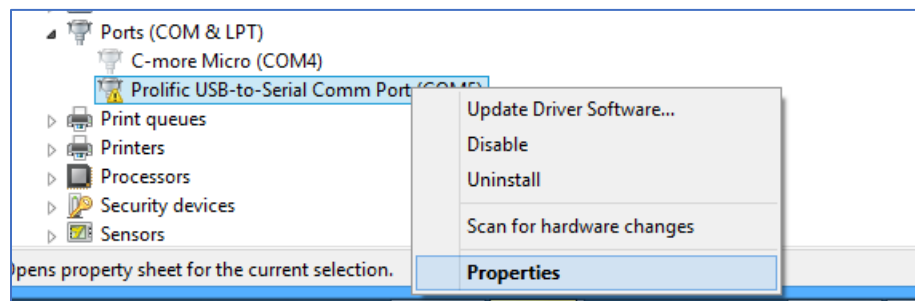 Ports (COM & LPT)
C-more Micro (COM4)
Prolific USB-to-Serial Comm Port (COM5)
Update Driver Software...
Print queues
Disable
Printers
Processors
Uninstall
Security devices
Scan for hardware changes
Sensors
Opens property sheet for the current selection.
Properties